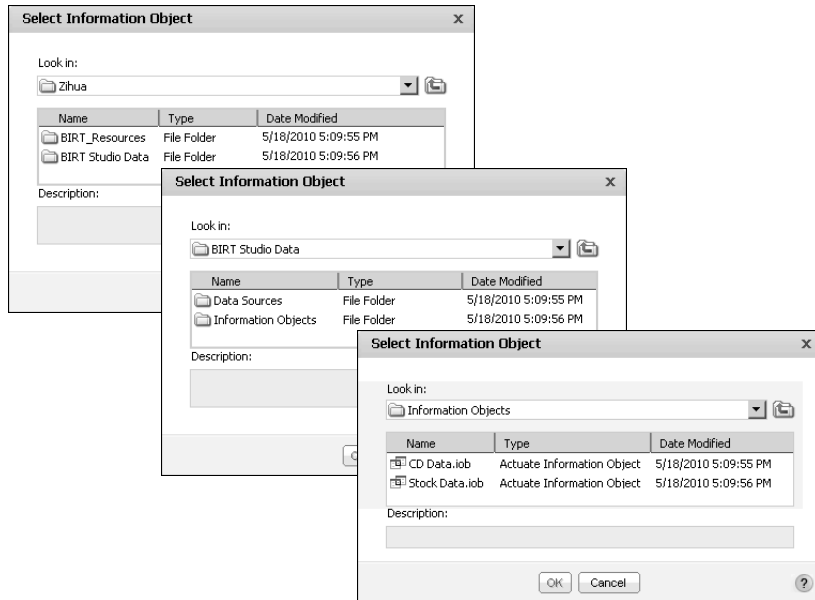 Select Information Object x
Look in:
Zihua
Name Type Date Modified
BIRT_Resources File Folder 5/18/2010 5:09:55 PM
BIRT Studio Data File Folder 5/18/2010 5:09:56 PM
Description:
Select Information Object x
Look in:
BIRT Studio Data
Name Type Date Modified
Data Sources File Folder 5/18/2010 5:09:55 PM
Information Objects File Folder 5/18/2010 5:09:56 PM
Description:
Select Information Object x
Look in:
Information Objects
Name Type Date Modified
CD Data.iob Actuate Information Object 5/18/2010 5:09:55 PM
Stock Data.iob Actuate Information Object 5/18/2010 5:09:56 PM
Description:
OK Cancel ?